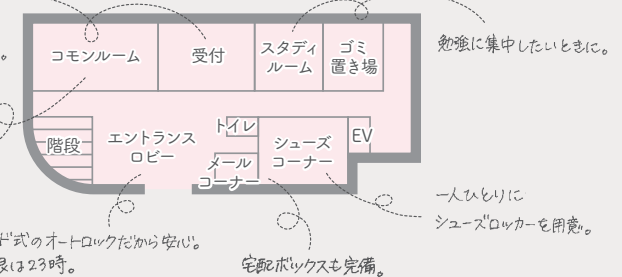 コモンルーム
受付
スタディ
ルーム
ゴミ
置き場
勉強に集中したいときに。
階段
エントランス
ロビー
トイレ
メール
コーナー
シューズ
コーナー
EV
一人ひとりに
シューズロッカーを用意。
ド式のオートロックだから安心。
は23時。
宅配ボックスも完備。